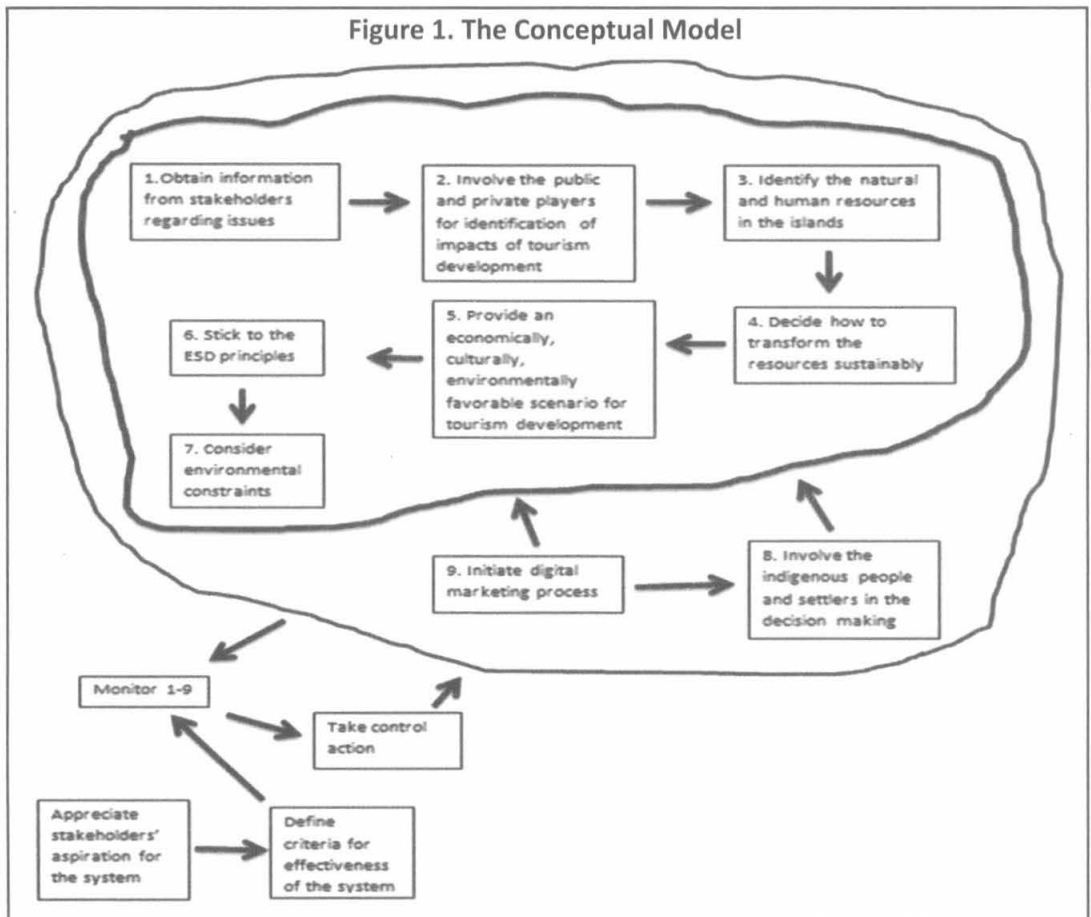 Figure 1. The Conceptual Model
1.Obtain information
from stakeholders
regarding issues
2. Involve the public
and private players
for identification of
impacts of tourism
development
3. Identify the natural
and human resources
in the islands
4. Decide how to
transform the
resources sustainably
5. Provide an
economically,
culturally,
environmentally
favorable scenario for
tourism development
6. Stick to the
ESD principles
7. Consider
environmental
constraints
8. Involve the
indigenous people
and settlers in the
decision making
9. Initiate digital
marketing process
Monitor 1-9
Take control
action
Appreciate
stakeholders'
aspiration for
the system
Define
criteria for
effectiveness
of the system